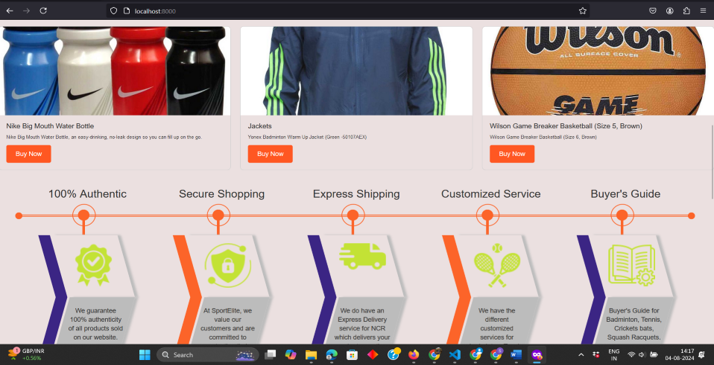 localhost:8000
Wilson
ALL SURFACE COVER
GAME
Nike Big Mouth Water Bottle
Nike Big Mouth Water Bottle, an easy-drinking, no-leak design so you can fill up on the go.
Buy Now
Jackets
Yonex Badminton Warm Up Jacket (Green
Buy Now
Wilson Game Breaker Basketball (Size 5, Brown)
Wilson Game Breaker Basketball (Size 6, Brown)
Buy Now
100% Authentic
Secure Shopping
Express Shipping
Customized Service
Buyer's Guide
We guarantee
100% authenticity
of all products sold
on our website.
At SportElite, we
value our
customers and are
committed to
We do have an
Express Delivery
service for NCR
which delivers your
We have the
different
customized
services for
Buyer's Guide for
Badminton, Tennis,
Crickets bats,
Squash Racquets.
GBP/INR
+0.56%
Search
ENG
IN
14:17
04-08-2024